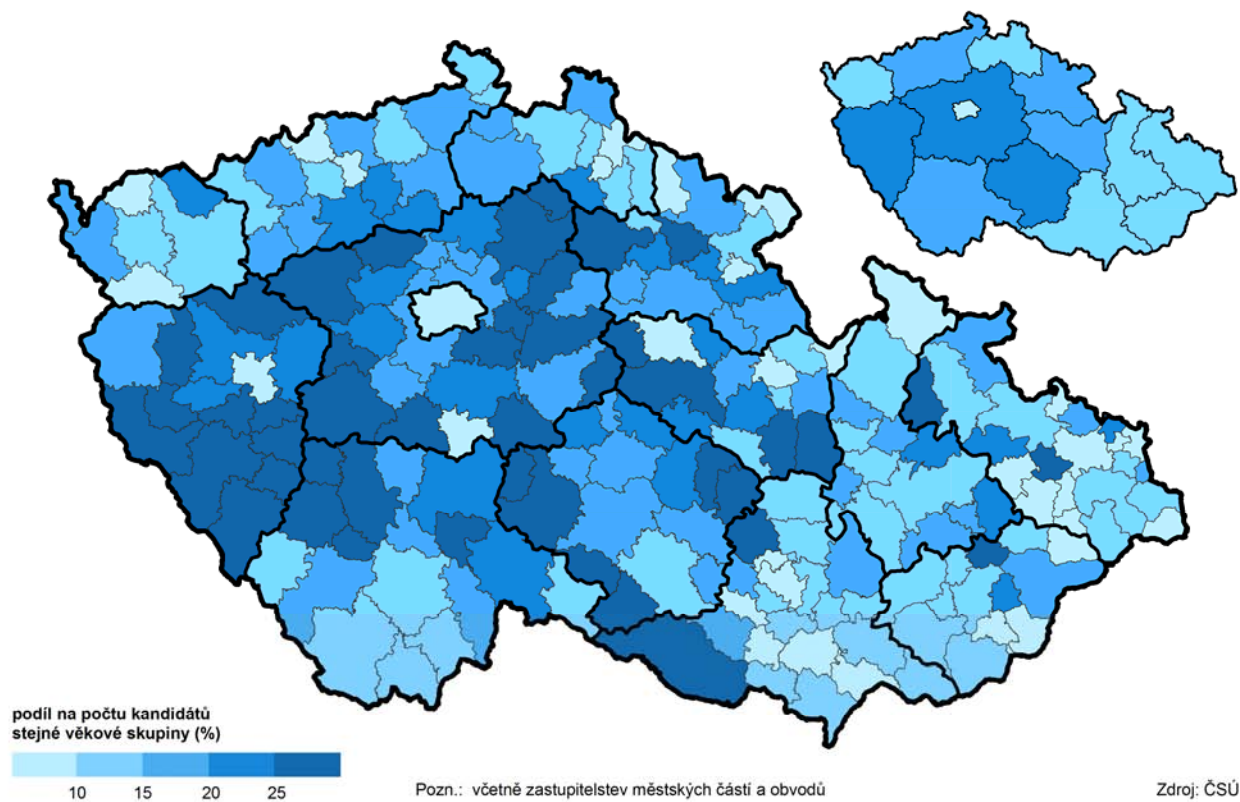 podíl na počtu kandidátů
stejné věkové skupiny (%)
10 15 20 25
Pozn.: včetně zastupitelstev městských částí a obvodů
Zdroj: ČSÚ